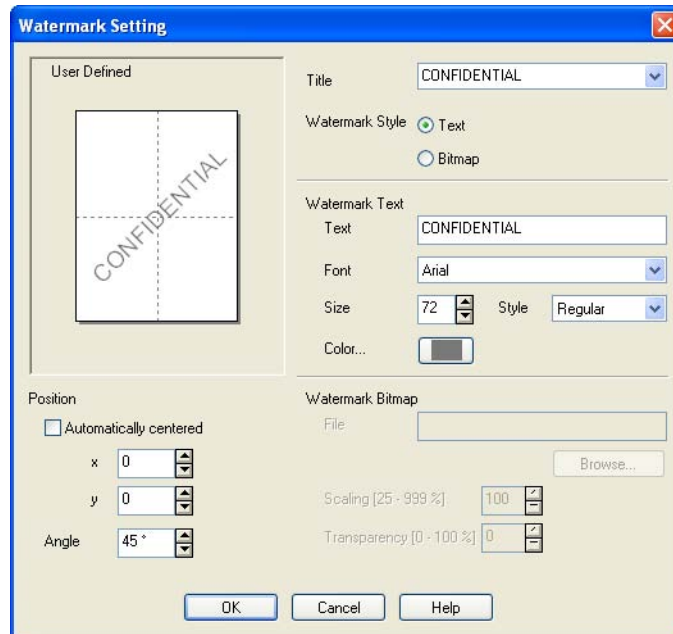 Watermark Setting
User Defined
CONFIDENTIAL
Title CONFIDENTIAL
Watermark Style Text
Bitmap
Watermark Text
Text CONFIDENTIAL
Font Arial
Size 72 Style Regular
Color...
Position
Automatically centered
x 0
y 0
Angle 45 °
Watermark Bitmap
File
Browse...
Scaling [25 - 999 %] 100
Transparency [0 - 100 %] 0
OK Cancel Help